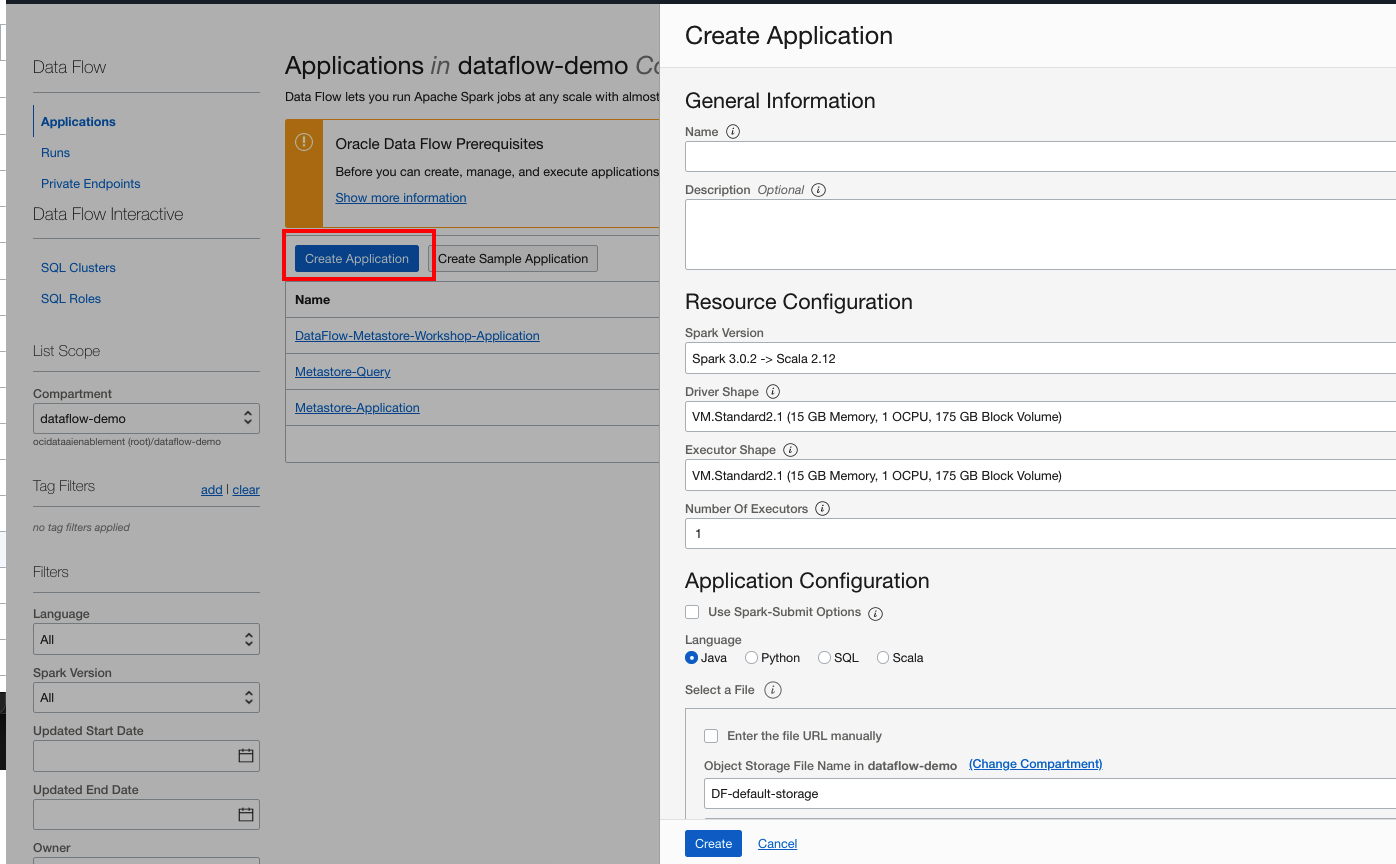 Data Flow
Applications
Runs
Private Endpoints
Data Flow Interactive
SQL Clusters
SQL Roles
List Scope
Compartment
dataflow-demo
ocidataaienablement (root)/dataflow-demo
Tag Filters
add | clear
no tag filters applied
Filters
Language
All
Spark Version
All
Updated Start Date
Updated End Date
Owner
Applications in dataflow-demo
Data Flow lets you run Apache Spark jobs at any scale with almost
Oracle Data Flow Prerequisites
Before you can create, manage, and execute applications
Show more information
Create Application
Create Sample Application
Name
DataFlow-Metastore-Workshop-Application
Metastore-Query
Metastore-Application
Create Application
General Information
Name
Description Optional
Resource Configuration
Spark Version
Spark 3.0.2 -> Scala 2.12
Driver Shape
VM.Standard2.1 (15 GB Memory, 1 OCPU, 175 GB Block Volume)
Executor Shape
VM.Standard2.1 (15 GB Memory, 1 OCPU, 175 GB Block Volume)
Number Of Executors
1
Application Configuration
Use Spark-Submit Options
Language
Java Python SQL Scala
Select a File
Enter the file URL manually
Object Storage File Name in dataflow-demo (Change Compartment)
DF-default-storage
Create Cancel